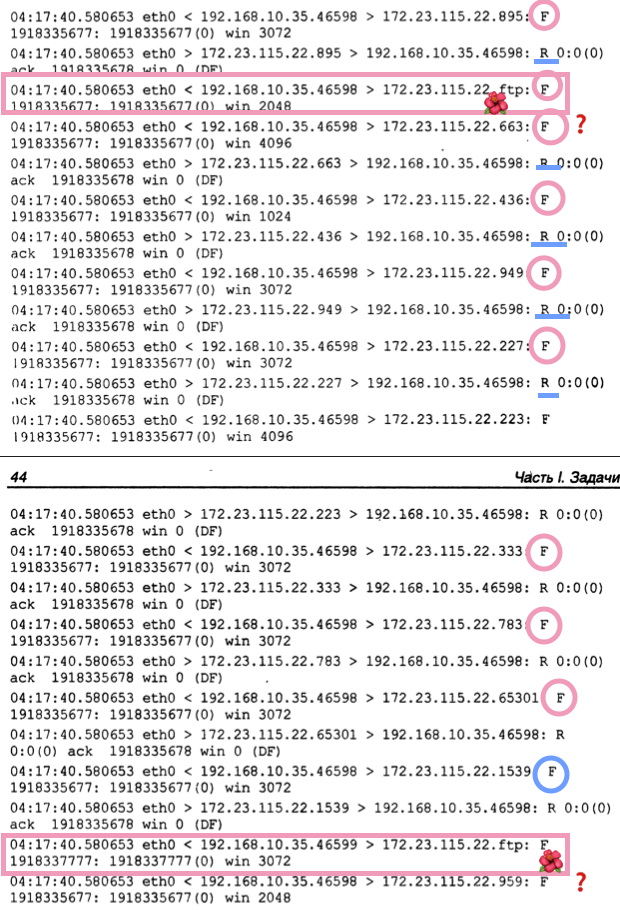 04:17:40.580653 eth0 < 192.168.10.35.46598 > 172.23.115.22.895: F
1918335677: 1918335677(0) win 3072
04:17:40.580653 eth0 > 172.23.115.22.895 > 192.168.10.35.46598: R 0:0(0)
ack 1918335678 win 0 (DF)
04:17:40.580653 eth0 < 192.168.10.35.46598 > 172.23.115.22.ftp: F
1918335677: 1918335677(0) win 2048
04:17:40.580653 eth0 < 192.168.10.35.46598 > 172.23.115.22.663: F ?
1918335677: 1918335677(0) win 4096
04:17:40.580653 eth0 > 172.23.115.22.663 > 192.168.10.35.46598: R 0:0(0)
ack 1918335678 win 0 (DF)
04:17:40.580653 eth0 < 192.168.10.35.46598 > 172.23.115.22.436: F
1918335677: 1918335677(0) win 1024
04:17:40.580653 eth0 > 172.23.115.22.436 > 192.168.10.35.46598: R 0:0(0)
ack 1918335678 win 0 (DF)
04:17:40.580653 eth0 < 192.168.10.35.46598 > 172.23.115.22.949 F
1918335677: 1918335677(0) win 3072
04:17:40.580653 eth0 > 172.23.115.22.949 > 192.168.10.35.46598: R 0:0(0)
ack 1918335678 win 0 (DF)
04:17:40.580653 eth0 < 192.168.10.35.46598 > 172.23.115.22.227: F
1918335677: 1918335677(0) win 3072
04:17:40.580653 eth0 > 172.23.115.22.227 > 192.168.10.35.46598: R 0:0(0)
ack 1918335678 win 0 (DF)
04:17:40.580653 eth0 < 192.168.10.35.46598 > 172.23.115.22.223: F
1918335677: 1918335677(0) win 4096
44 Часть I. Задачи
04:17:40.580653 eth0 > 172.23.115.22.223 > 192.168.10.35.46598: R 0:0(0)
ack 1918335678 win 0 (DF)
04:17:40.580653 eth0 < 192.168.10.35.46598 > 172.23.115.22.333 F
1918335677: 1918335677(0) win 3072
04:17:40.580653 eth0 > 172.23.115.22.333 > 192.168.10.35.46598: R 0:0(0)
ack 1918335678 win 0 (DF)
04:17:40.580653 eth0 < 192.168.10.35.46598 > 172.23.115.22.783 F
1918335677: 1918335677(0) win 3072
04:17:40.580653 eth0 > 172.23.115.22.783 > 192.168.10.35.46598: R 0:0(0)
ack 1918335678 win 0 (DF)
04:17:40.580653 eth0 < 192.168.10.35.46598 > 172.23.115.22.65301 F
1918335677: 1918335677(0) win 3072
04:17:40.580653 eth0 > 172.23.115.22.65301 > 192.168.10.35.46598: R
0:0(0) ack 1918335678 win 0 (DF)
04:17:40.580653 eth0 < 192.168.10.35.46598 > 172.23.115.22.1539 F
1918335677: 1918335677(0) win 3072
04:17:40.580653 eth0 > 172.23.115.22.1539 > 192.168.10.35.46598: R 0:0(0)
ack 1918335678 win 0 (DF)
04:17:40.580653 eth0 < 192.168.10.35.46599 > 172.23.115.22.ftp: F
1918337777: 1918337777(0) win 3072
04:17:40.580653 eth0 < 192.168.10.35.46598 > 172.23.115.22.959: F ?
1918335677: 1918335677(0) win 2048